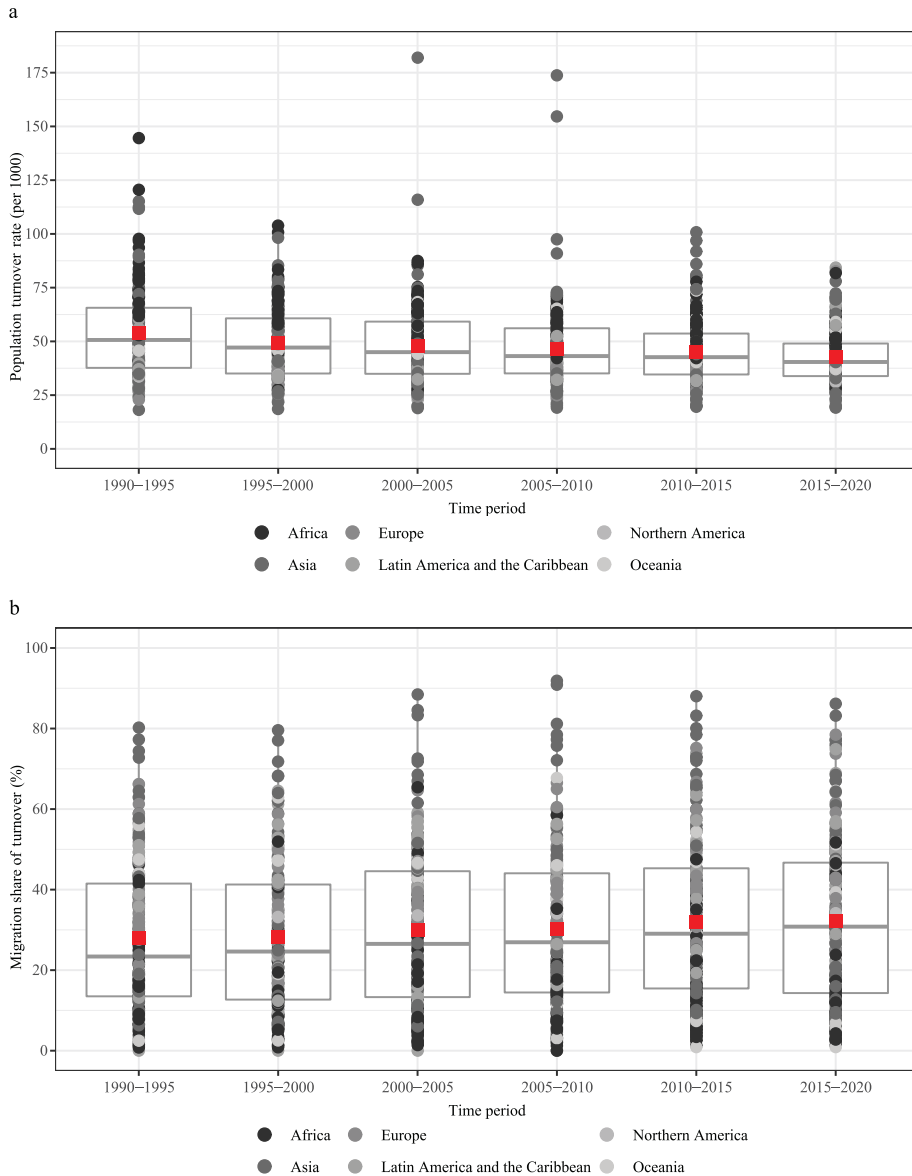 a
Population turnover rate (per 1000)
175
150
125
100
75
50
25
0
1990–1995 1995–2000 2000–2005 2005–2010 2010–2015 2015–2020
Time period
Africa Europe Northern America
Asia Latin America and the Caribbean Oceania
b
Migration share of turnover (%)
100
80
60
40
20
0
1990–1995 1995–2000 2000–2005 2005–2010 2010–2015 2015–2020
Time period
Africa Europe Northern America
Asia Latin America and the Caribbean Oceania